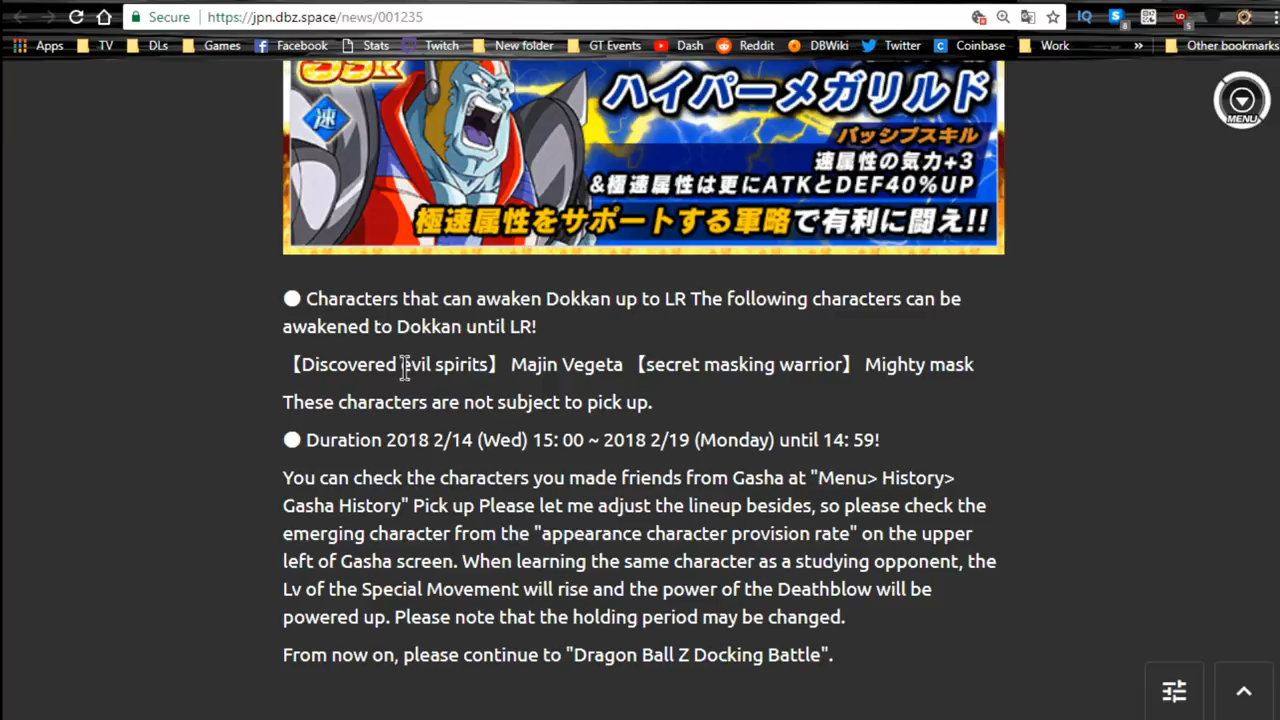 Secure https://jpn.dbz.space/news/001235
Apps TV DLs Games Facebook Stats Twitch New folder GT Events Dash Reddit DBWiki Twitter Coinbase Work » Other bookmarks
SSR
ハイパーメガリルド
速
MENU
パッシブスキル
速属性の気力+3
&極速属性は更にATKとDEF40%UP
極速属性をサポートする軍略で有利に闘え!!
● Characters that can awaken Dokkan up to LR The following characters can be
awakened to Dokkan until LR!
【Discovered evil spirits】 Majin Vegeta 【secret masking warrior】 Mighty mask
These characters are not subject to pick up.
● Duration 2018 2/14 (Wed) 15: 00 ~ 2018 2/19 (Monday) until 14: 59!
You can check the characters you made friends from Gasha at "Menu> History>
Gasha History" Pick up Please let me adjust the lineup besides, so please check the
emerging character from the "appearance character provision rate" on the upper
left of Gasha screen. When learning the same character as a studying opponent, the
Lv of the Special Movement will rise and the power of the Deathblow will be
powered up. Please note that the holding period may be changed.
From now on, please continue to "Dragon Ball Z Docking Battle".